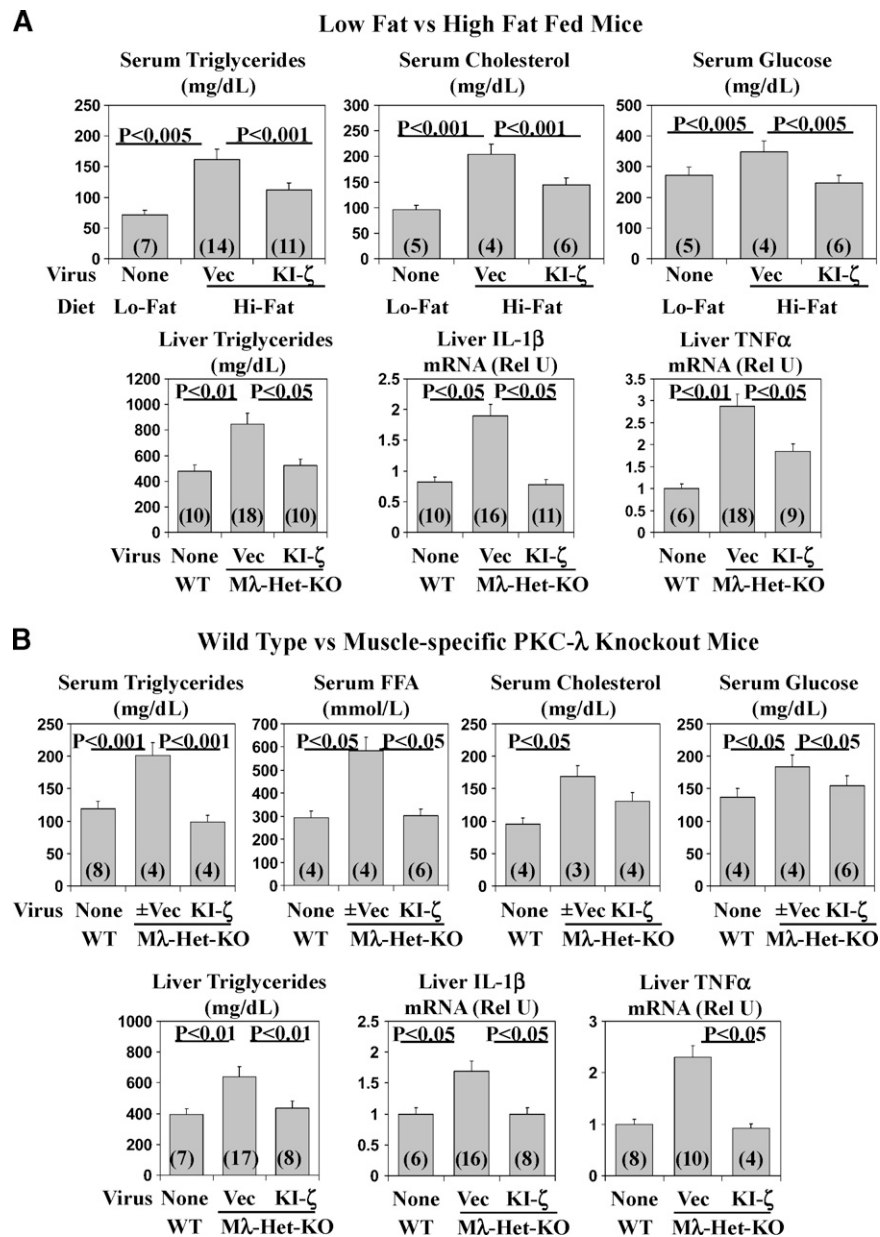 A
Low Fat vs High Fat Fed Mice
Serum Triglycerides
(mg/dL)
250
200
150
100
50
0
P<0.005 P<0.001
(7) (14) (11)
Serum Cholesterol
(mg/dL)
300
250
200
150
100
50
0
P<0.001 P<0.001
(5) (4) (6)
Serum Glucose
(mg/dL)
500
400
300
200
100
0
P<0.005 P<0.005
(5) (4) (6)
Virus None Vec KI-ζ None Vec KI-ζ None Vec KI-ζ
Diet Lo-Fat Hi-Fat Lo-Fat Hi-Fat Lo-Fat Hi-Fat
Liver Triglycerides
(mg/dL)
1200
1000
800
600
400
200
0
P<0.01 P<0.05
(10) (18) (10)
Liver IL-1β
mRNA (Rel U)
2.5
2
1.5
1
0.5
0
P<0.05 P<0.05
(10) (16) (11)
Liver TNFα
mRNA (Rel U)
3.5
3
2.5
2
1.5
1
0.5
0
P<0.01 P<0.05
(6) (18) (9)
Virus None Vec KI-ζ None Vec KI-ζ None Vec KI-ζ
WT Mλ-Het-KO WT Mλ-Het-KO WT Mλ-Het-KO
B
Wild Type vs Muscle-specific PKC-λ Knockout Mice
Serum Triglycerides
(mg/dL)
250
200
150
100
50
0
P<0.001 P<0.001
(8) (4) (4)
Serum FFA
(mmol/L)
700
600
500
400
300
200
100
0
P<0.05 P<0.05
(4) (4) (6)
Serum Cholesterol
(mg/dL)
250
200
150
100
50
0
P<0.05
(4) (3) (4)
Serum Glucose
(mg/dL)
250
200
150
100
50
0
P<0.05 P<0.05
(4) (4) (6)
Virus None ±Vec KI-ζ None ±Vec KI-ζ None ±Vec KI-ζ None ±Vec KI-ζ
WT Mλ-Het-KO WT Mλ-Het-KO WT Mλ-Het-KO WT Mλ-Het-KO
Liver Triglycerides
(mg/dL)
1000
800
600
400
200
0
P<0.01 P<0.01
(7) (17) (8)
Liver IL-1β
mRNA (Rel U)
2.5
2
1.5
1
0.5
0
P<0.05 P<0.05
(6) (16) (8)
Liver TNFα
mRNA (Rel U)
3
2
1
0
P<0.05
(8) (10) (4)
Virus None Vec KI-ζ None Vec KI-ζ None Vec KI-ζ
WT Mλ-Het-KO WT Mλ-Het-KO WT Mλ-Het-KO